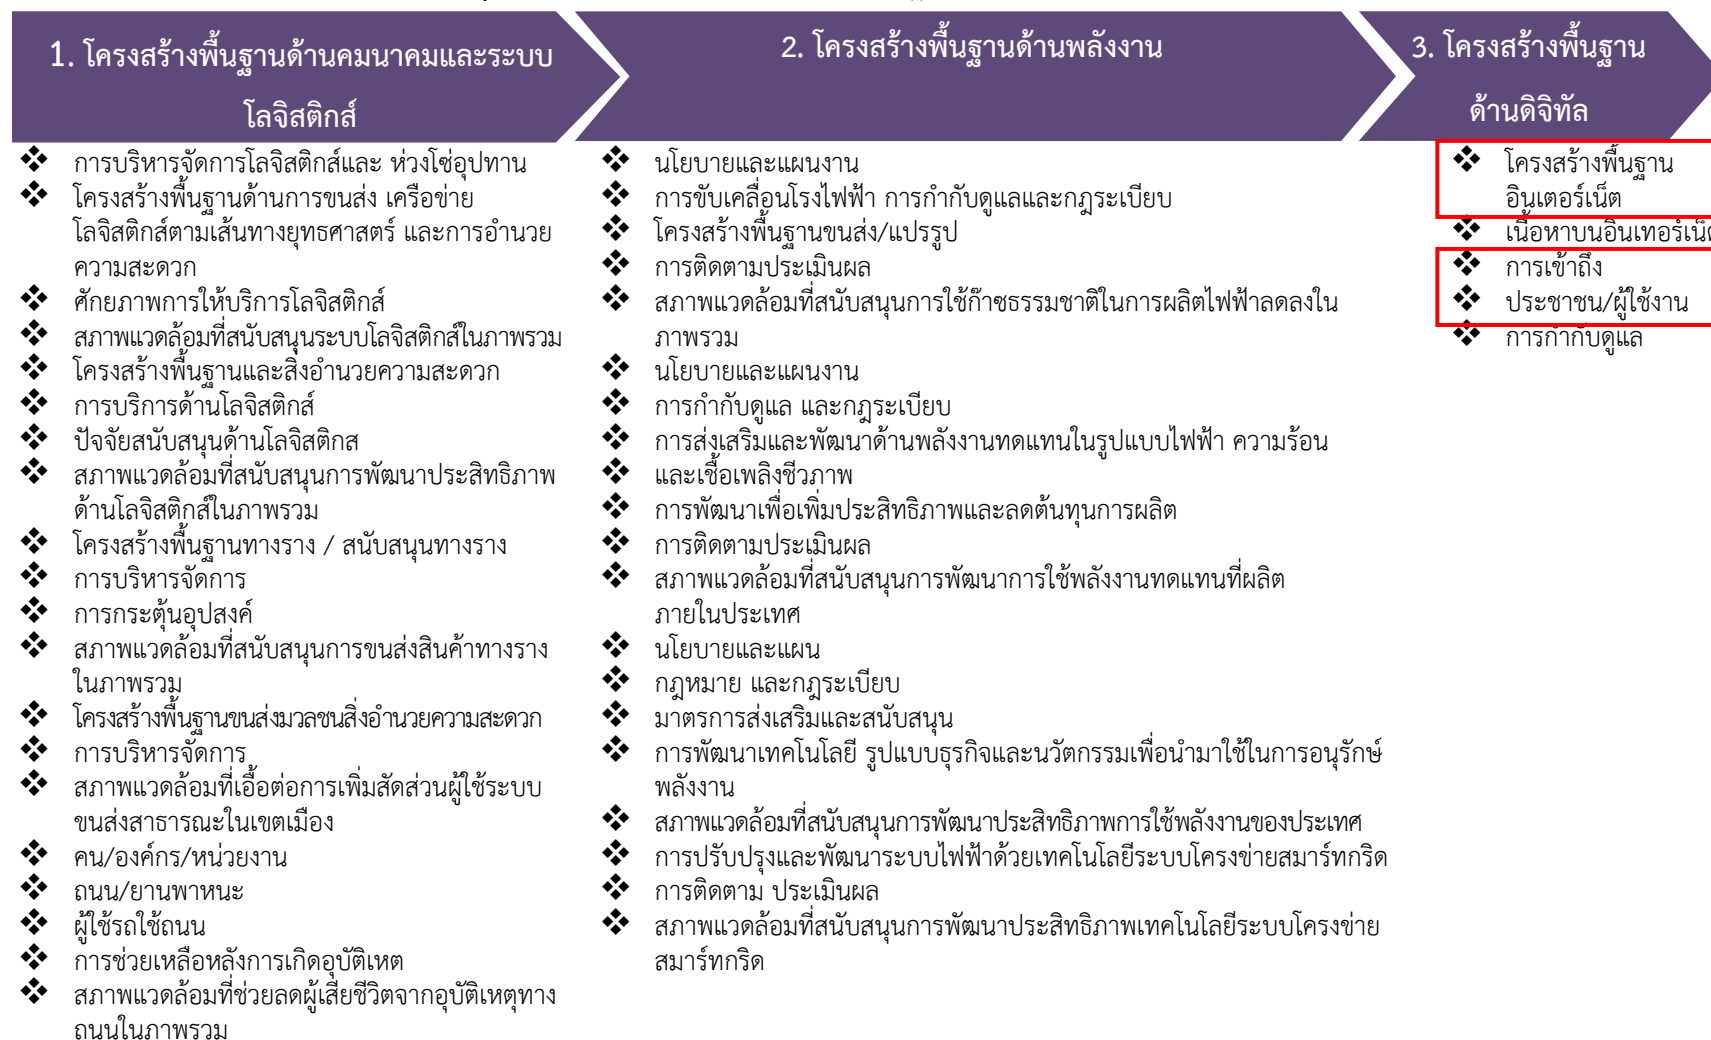 1. โครงสร้างพื้นฐานด้านคมนาคมและระบบ
โลจิสติกส์
❖ การบริหารจัดการโลจิสติกส์และ ห่วงโซ่อุปทาน
❖ โครงสร้างพื้นฐานด้านการขนส่ง เครือข่าย
โลจิสติกส์ตามเส้นทางยุทธศาสตร์ และการอำนวย
ความสะดวก
❖ ศักยภาพการให้บริการโลจิสติกส์
❖ สภาพแวดล้อมที่สนับสนุนระบบโลจิสติกส์ในภาพรวม
❖ โครงสร้างพื้นฐานและสิ่งอำนวยความสะดวก
❖ การบริการด้านโลจิสติกส์
❖ ปัจจัยสนับสนุนด้านโลจิสติกส
❖ สภาพแวดล้อมที่สนับสนุนการพัฒนาประสิทธิภาพ
ด้านโลจิสติกส์ในภาพรวม
❖ โครงสร้างพื้นฐานทางราง / สนับสนุนทางราง
❖ การบริหารจัดการ
❖ การกระตุ้นอุปสงค์
❖ สภาพแวดล้อมที่สนับสนุนการขนส่งสินค้าทางราง
ในภาพรวม
❖ โครงสร้างพื้นฐานขนส่งมวลชนสิ่งอำนวยความสะดวก
❖ การบริหารจัดการ
❖ สภาพแวดล้อมที่เอื้อต่อการเพิ่มสัดส่วนผู้ใช้ระบบ
ขนส่งสาธารณะในเขตเมือง
❖ คน/องค์กร/หน่วยงาน
❖ ถนน/ยานพาหนะ
❖ ผู้ใช้รถใช้ถนน
❖ การช่วยเหลือหลังการเกิดอุบัติเหต
❖ สภาพแวดล้อมที่ช่วยลดผู้เสียชีวิตจากอุบัติเหตุทาง
ถนนในภาพรวม
2. โครงสร้างพื้นฐานด้านพลังงาน
❖ นโยบายและแผนงาน
❖ การขับเคลื่อนโรงไฟฟ้า การกำกับดูแลและกฎระเบียบ
❖ โครงสร้างพื้นฐานขนส่ง/แปรรูป
❖ การติดตามประเมินผล
❖ สภาพแวดล้อมที่สนับสนุนการใช้ก๊าซธรรมชาติในการผลิตไฟฟ้าลดลงใน
ภาพรวม
❖ นโยบายและแผนงาน
❖ การกำกับดูแล และกฎระเบียบ
❖ การส่งเสริมและพัฒนาด้านพลังงานทดแทนในรูปแบบไฟฟ้า ความร้อน
❖ และเชื้อเพลิงชีวภาพ
❖ การพัฒนาเพื่อเพิ่มประสิทธิภาพและลดต้นทุนการผลิต
❖ การติดตามประเมินผล
❖ สภาพแวดล้อมที่สนับสนุนการพัฒนาการใช้พลังงานทดแทนที่ผลิต
ภายในประเทศ
❖ นโยบายและแผน
❖ กฎหมาย และกฎระเบียบ
❖ มาตรการส่งเสริมและสนับสนุน
❖ การพัฒนาเทคโนโลยี รูปแบบธุรกิจและนวัตกรรมเพื่อนำมาใช้ในการอนุรักษ์
พลังงาน
❖ สภาพแวดล้อมที่สนับสนุนการพัฒนาประสิทธิภาพการใช้พลังงานของประเทศ
❖ การปรับปรุงและพัฒนาระบบไฟฟ้าด้วยเทคโนโลยีระบบโครงข่ายสมาร์ทกริด
❖ การติดตาม ประเมินผล
❖ สภาพแวดล้อมที่สนับสนุนการพัฒนาประสิทธิภาพเทคโนโลยีระบบโครงข่าย
สมาร์ทกริด
3. โครงสร้างพื้นฐาน
ด้านดิจิทัล
❖ โครงสร้างพื้นฐาน
อินเตอร์เน็ต
❖ เนื้อหาบนอินเทอร์เน็ต
❖ การเข้าถึง
❖ ประชาชน/ผู้ใช้งาน
❖ การกำกับดูแล